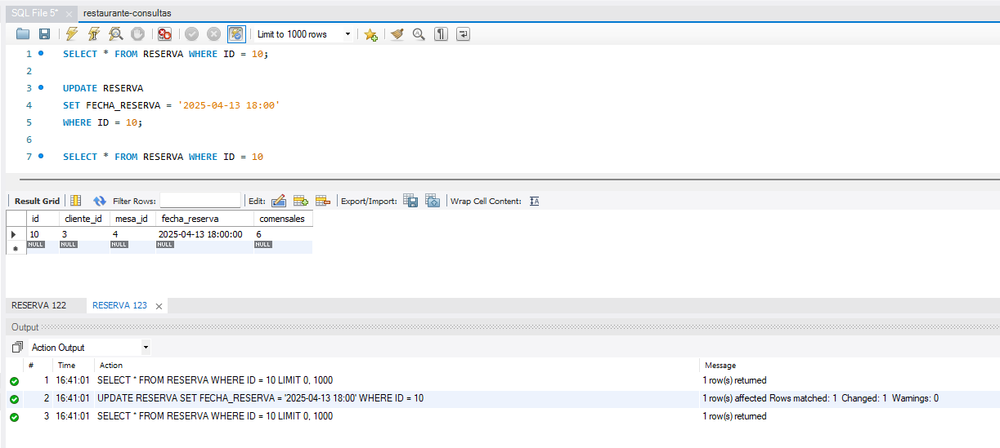 SQL File 5* × restaurante-consultas
Limit to 1000 rows
1 SELECT * FROM RESERVA WHERE ID = 10;
2
3 UPDATE RESERVA
4 SET FECHA_RESERVA = '2025-04-13 18:00'
5 WHERE ID = 10;
6
7 SELECT * FROM RESERVA WHERE ID = 10
Result Grid Filter Rows: Edit: Export/Import: Wrap Cell Content:
id cliente_id mesa_id fecha_reserva comensales
10 3 4 2025-04-13 18:00:00 6
NULL NULL NULL NULL NULL
RESERVA 122 RESERVA 123 ×
Output
Action Output
# Time Action Message
1 16:41:01 SELECT * FROM RESERVA WHERE ID = 10 LIMIT 0, 1000 1 row(s) returned
2 16:41:01 UPDATE RESERVA SET FECHA_RESERVA = '2025-04-13 18:00' WHERE ID = 10 1 row(s) affected Rows matched: 1 Changed: 1 Warnings: 0
3 16:41:01 SELECT * FROM RESERVA WHERE ID = 10 LIMIT 0, 1000 1 row(s) returned